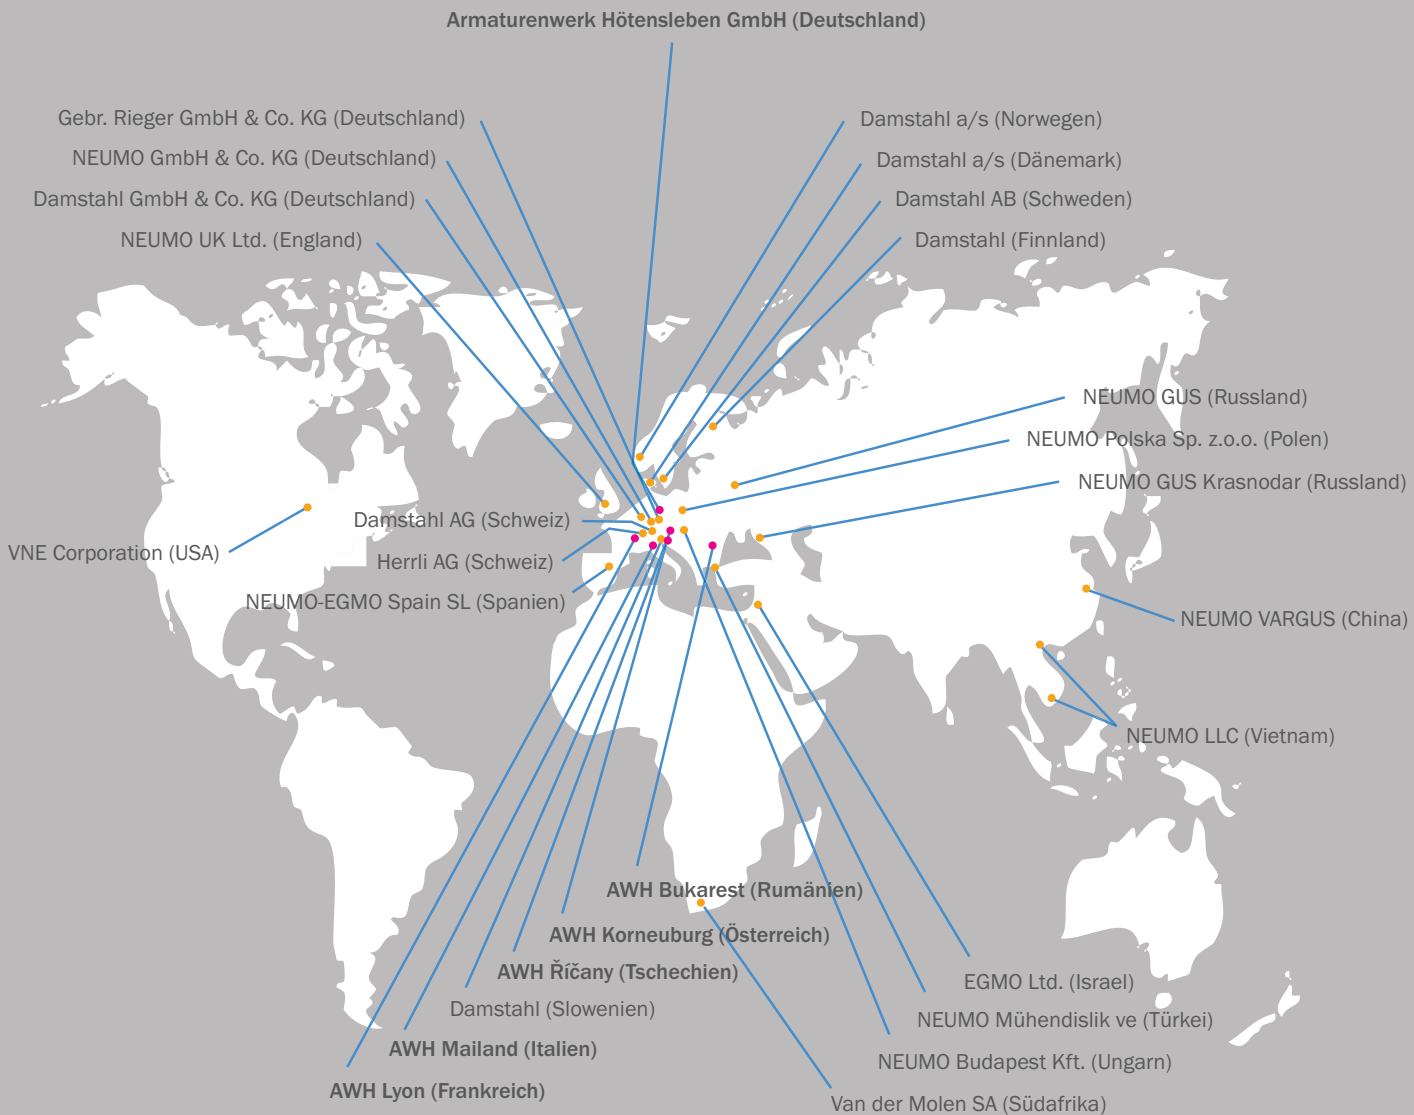 Armaturenwerk Hötensleben GmbH (Deutschland)
Gebr. Rieger GmbH & Co. KG (Deutschland)
NEUMO GmbH & Co. KG (Deutschland)
Damstahl GmbH & Co. KG (Deutschland)
NEUMO UK Ltd. (England)
Damstahl a/s (Norwegen)
Damstahl a/s (Dänemark)
Damstahl AB (Schweden)
Damstahl (Finnland)
NEUMO GUS (Russland)
NEUMO Polska Sp. z.o.o. (Polen)
NEUMO GUS Krasnodar (Russland)
Damstahl AG (Schweiz)
VNE Corporation (USA)
Herrli AG (Schweiz)
NEUMO-EGMO Spain SL (Spanien)
NEUMO VARGUS (China)
NEUMO LLC (Vietnam)
AWH Bukarest (Rumänien)
AWH Korneuburg (Österreich)
AWH Říčany (Tschechien)
Damstahl (Slowenien)
AWH Mailand (Italien)
AWH Lyon (Frankreich)
EGMO Ltd. (Israel)
NEUMO Mühendislik ve (Türkei)
NEUMO Budapest Kft. (Ungarn)
Van der Molen SA (Südafrika)